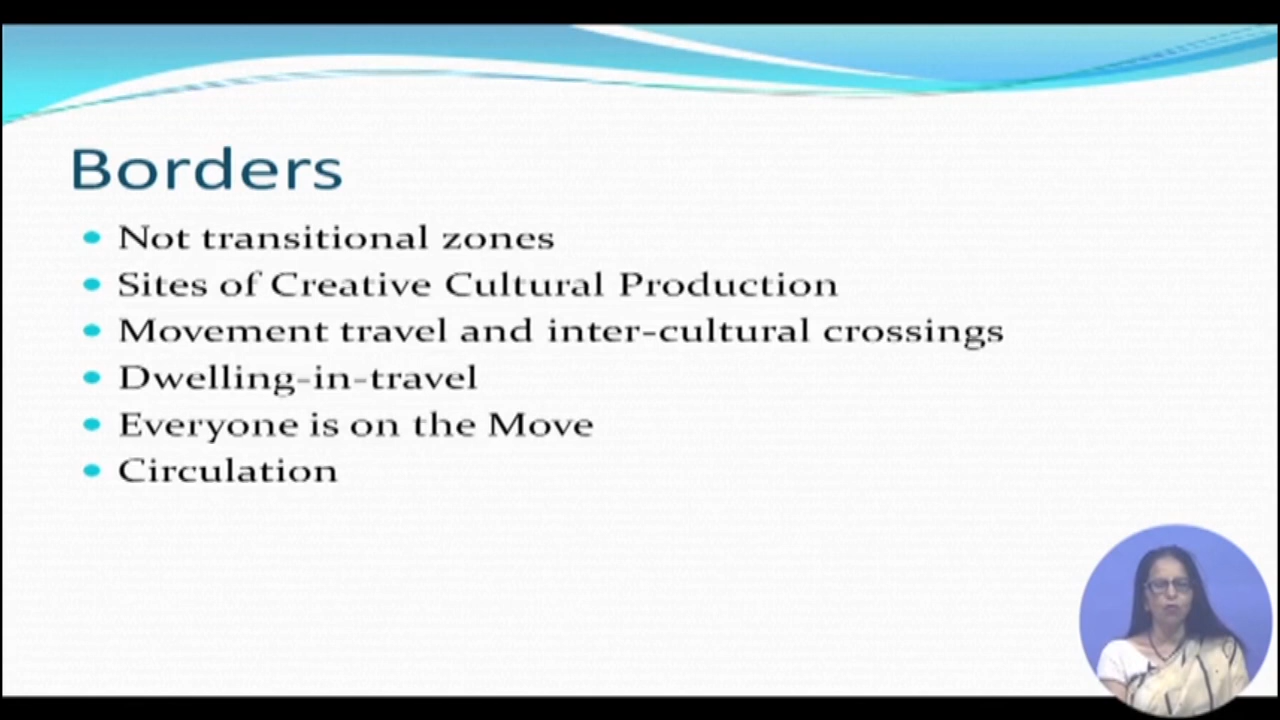 Borders
Not transitional zones
Sites of Creative Cultural Production
Movement travel and inter-cultural crossings
Dwelling-in-travel
Everyone is on the Move
Circulation